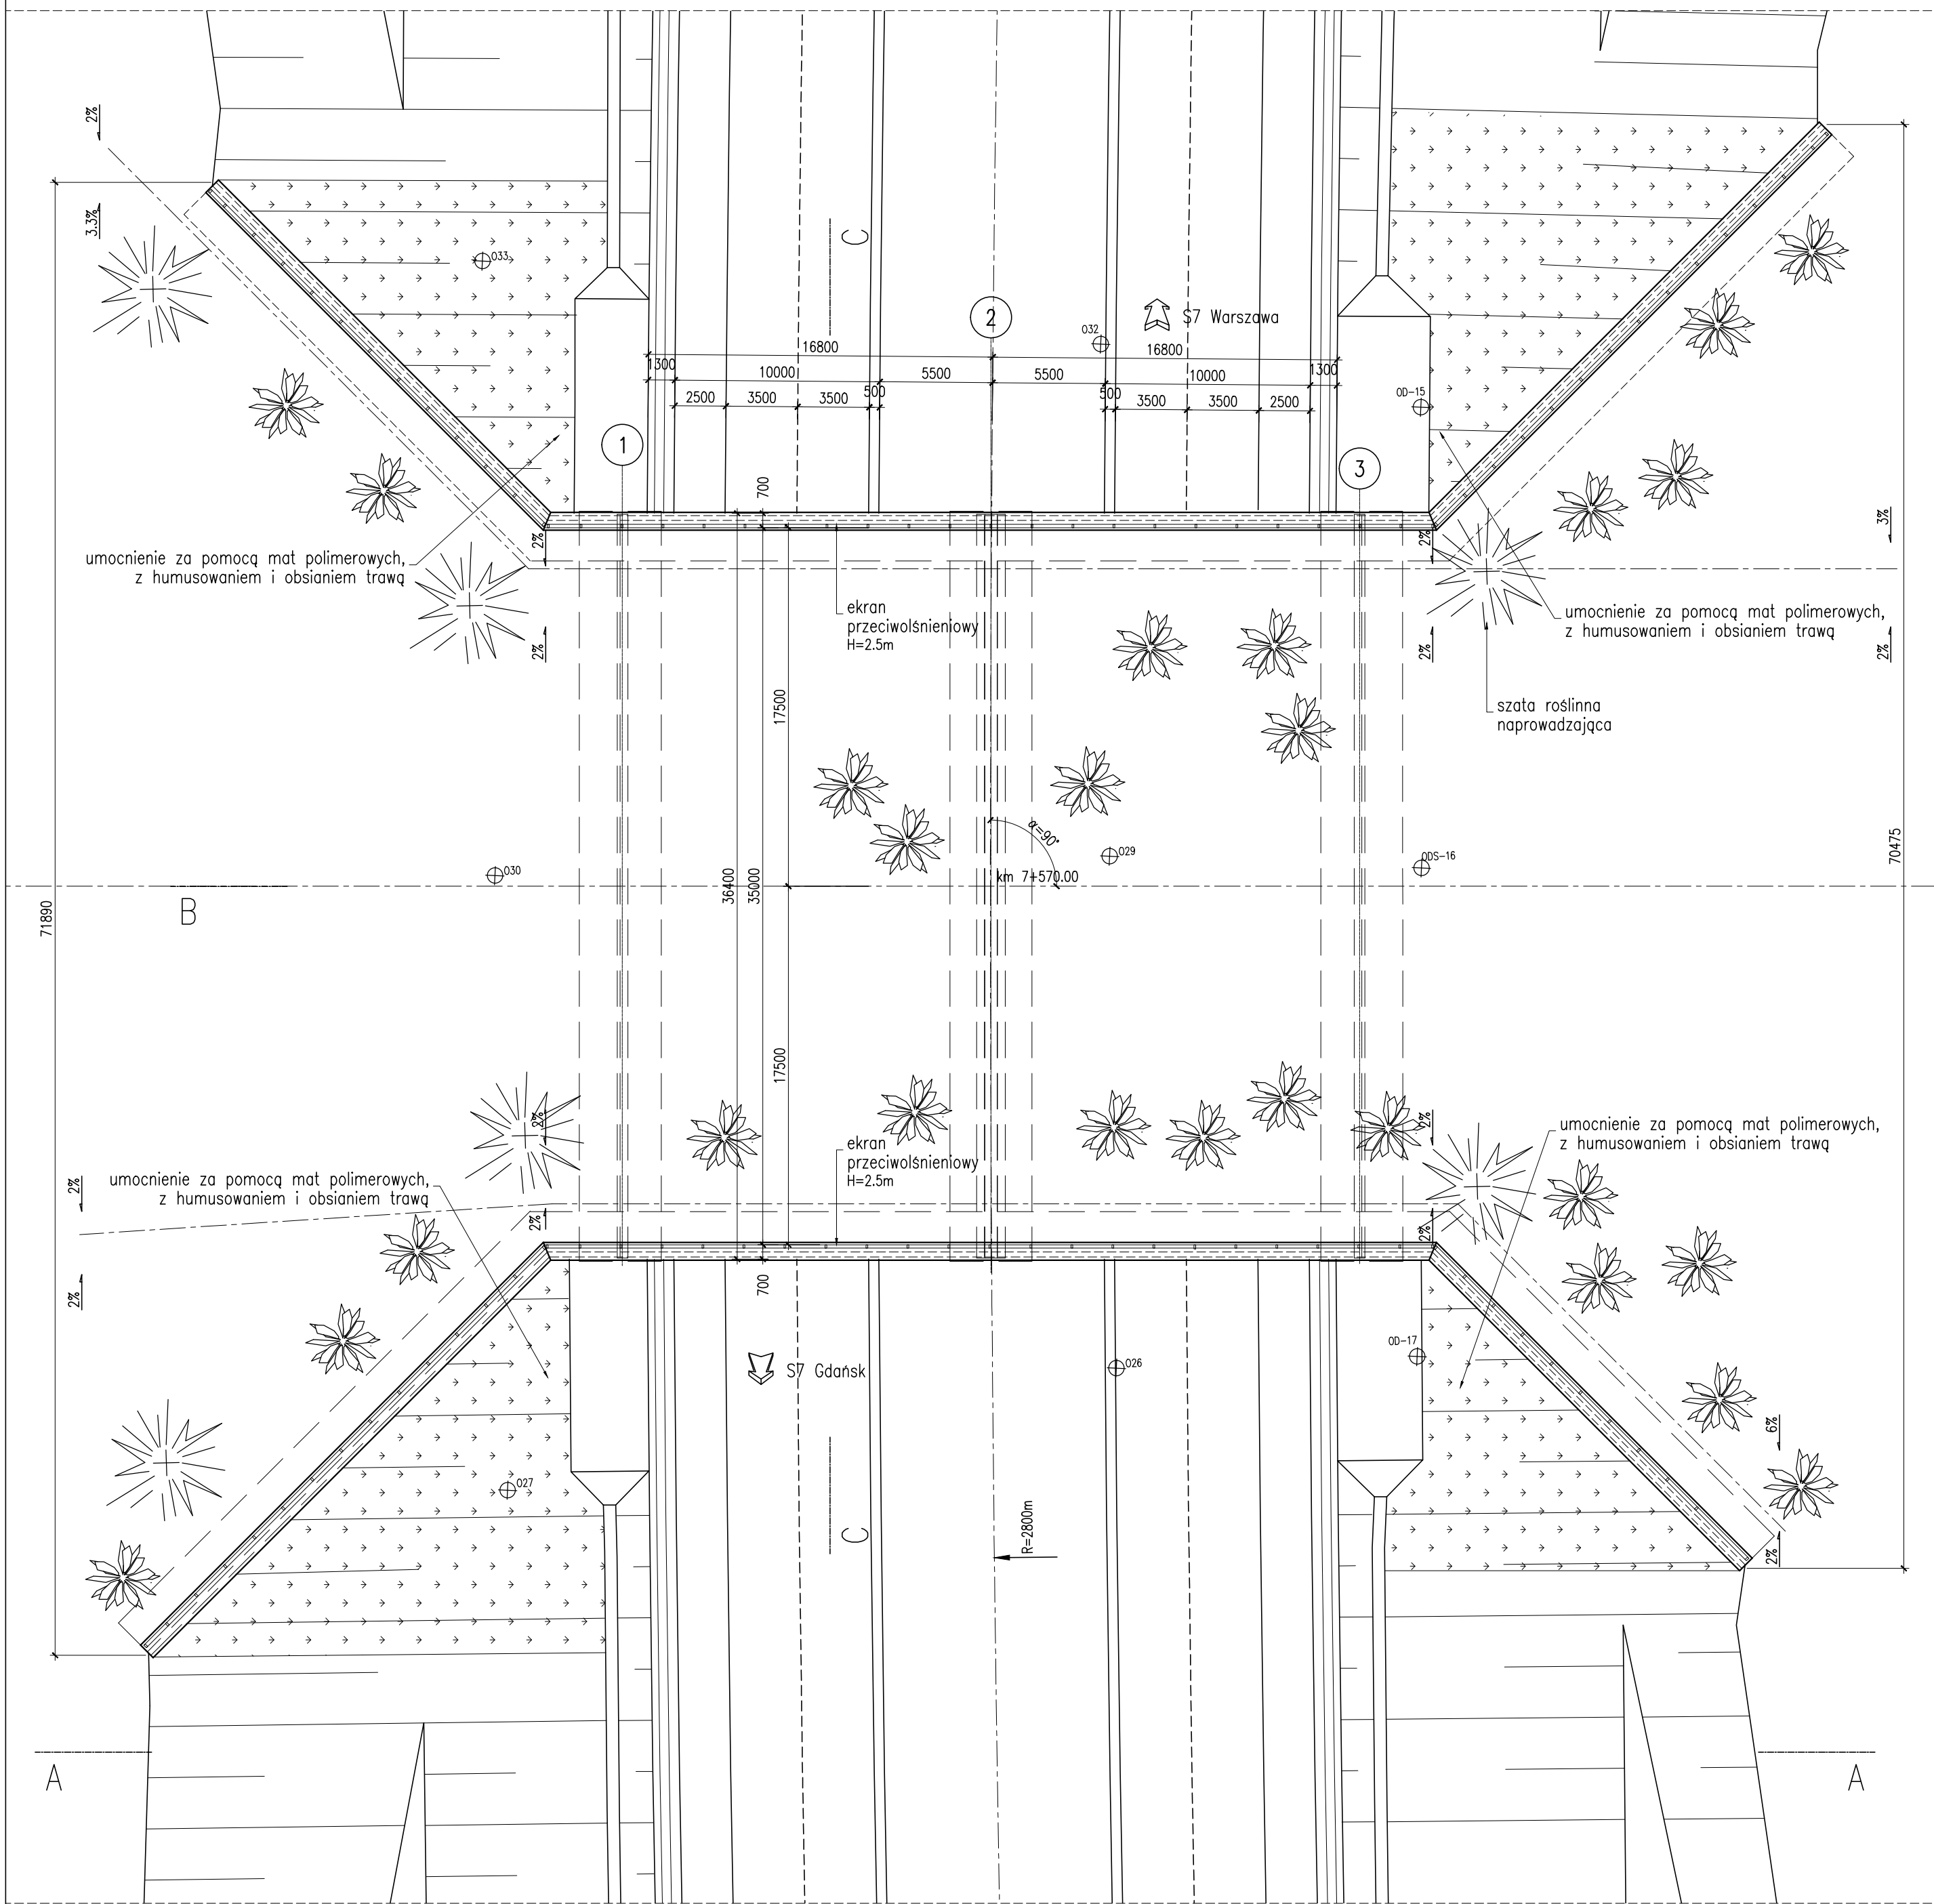 2%
3.3%
O33
C
2
O32
S7 Warszawa
16800
16800
1300
10000
5500
5500
10000
1300
2500
3500
3500
500
500
3500
3500
2500
OD-15
1
3
700
2%
2%
3%
umocnienie za pomocą mat polimerowych,
z humusowaniem i obsianiem trawą
ekran
przeciwolśnieniowy
H=2.5m
umocnienie za pomocą mat polimerowych,
z humusowaniem i obsianiem trawą
2%
2%
2%
szata roślinna
naprowadzająca
17500
α=90°
O30
O29
ODS-16
km 7+570.00
70475
36400
35000
71890
B
17500
2%
2%
ekran
przeciwolśnieniowy
H=2.5m
umocnienie za pomocą mat polimerowych,
z humusowaniem i obsianiem trawą
2%
umocnienie za pomocą mat polimerowych,
z humusowaniem i obsianiem trawą
2%
2%
2%
700
OD-17
S7 Gdańsk
O26
6%
O27
C
R=2800m
2%
A
A